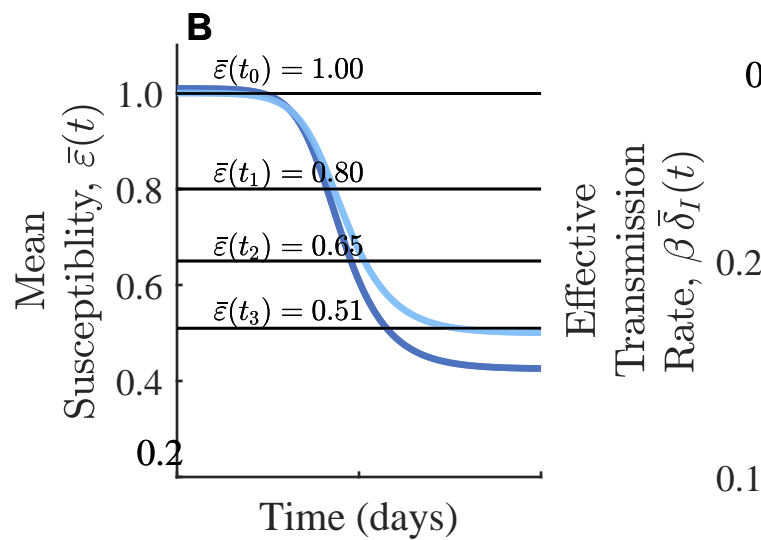 B
ε̄(t₀) = 1.00
ε̄(t₁) = 0.80
ε̄(t₂) = 0.65
ε̄(t₃) = 0.51
1.0
0.8
0.6
0.4
0.2
Mean
Susceptiblity, ε̄(t)
Time (days)
Effective
Transmission
Rate, β δ̄_I(t)
0
0.2
0.1